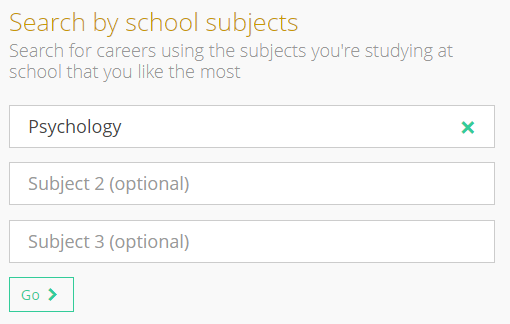 Search by school subjects
Search for careers using the subjects you're studying at
school that you like the most
Psychology
Subject 2 (optional)
Subject 3 (optional)
Go